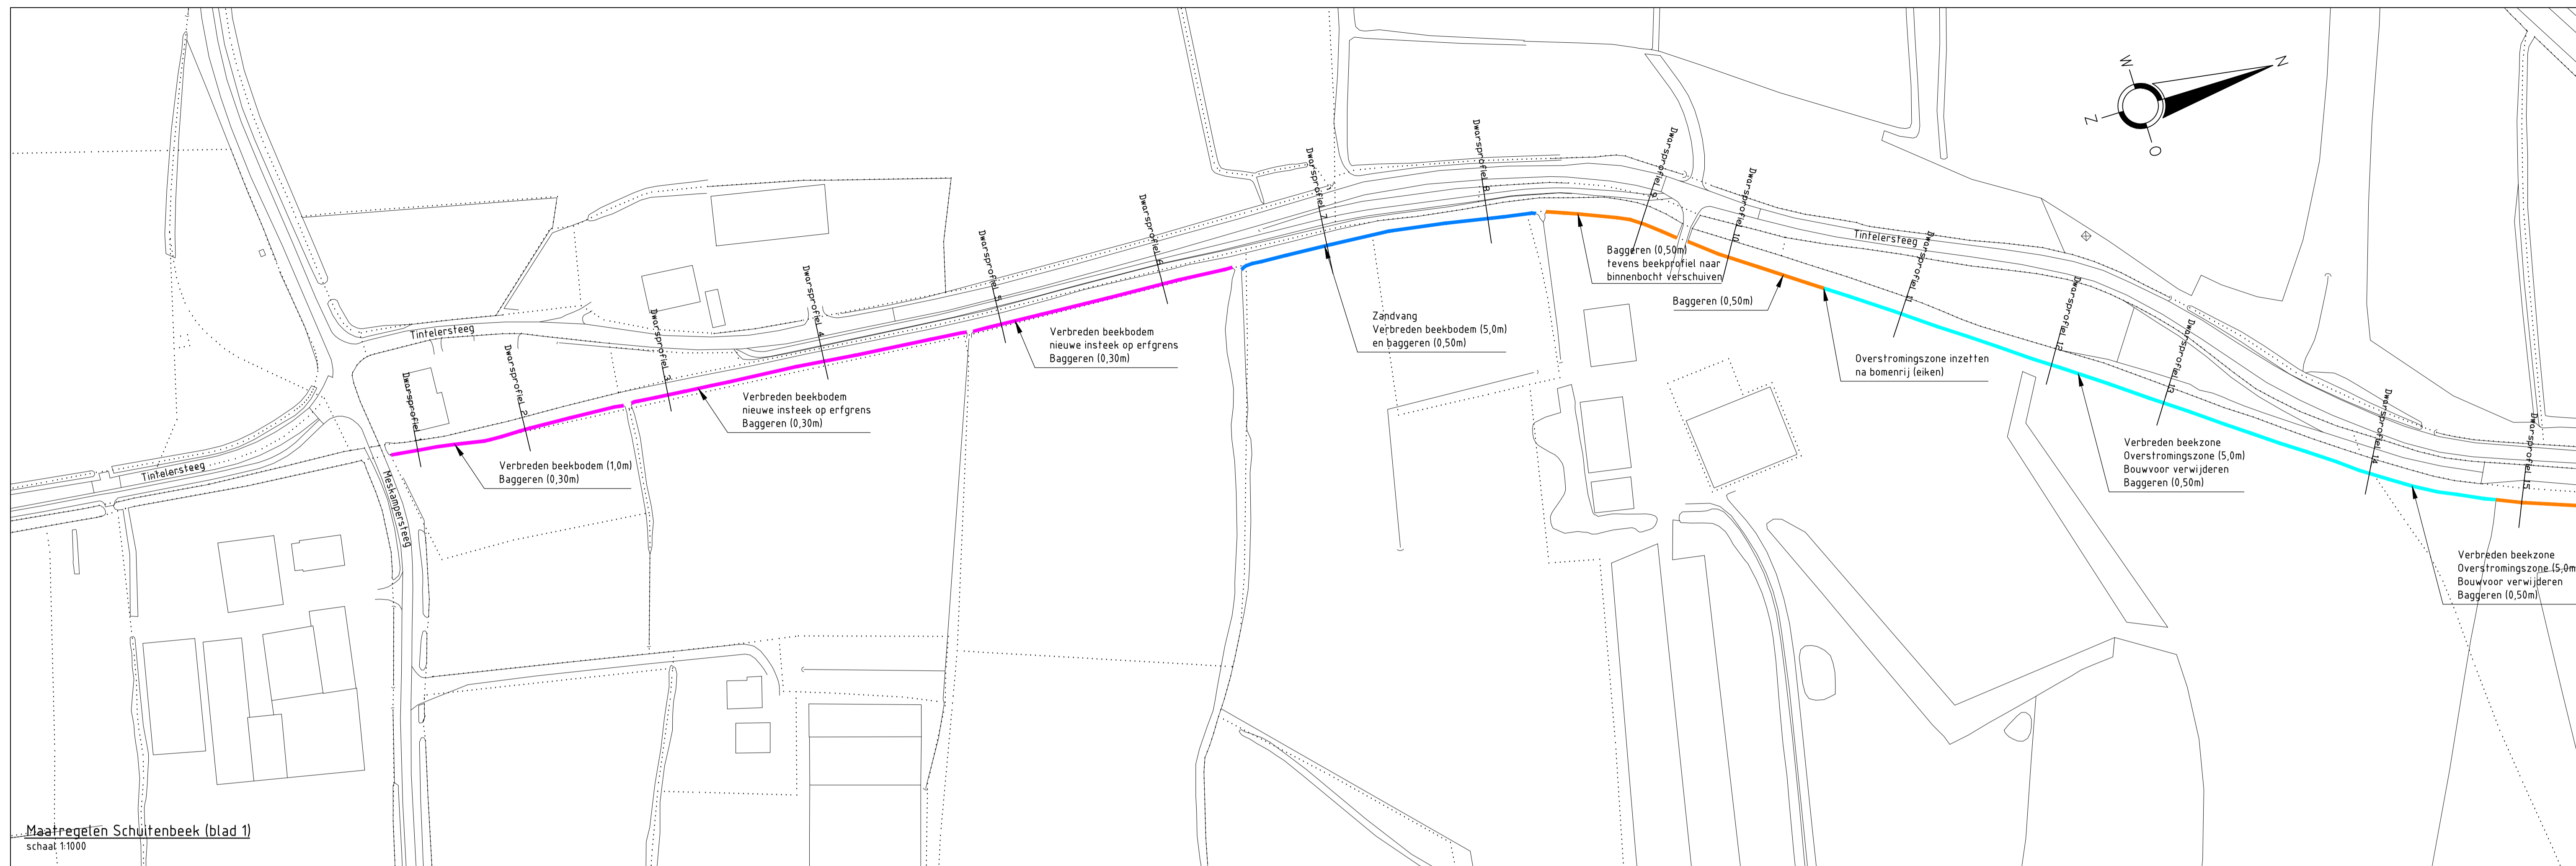 W
N
Z
O
Dwarsprofiel 1
Dwarsprofiel 2
Dwarsprofiel 3
Dwarsprofiel 4
Dwarsprofiel 5
Dwarsprofiel 6
Dwarsprofiel 7
Dwarsprofiel 8
Dwarsprofiel 9
Dwarsprofiel 10
Dwarsprofiel 11
Dwarsprofiel 12
Dwarsprofiel 13
Dwarsprofiel 14
Dwarsprofiel 15
Tintelersteeg
Tintelersteeg
Tintelersteeg
Meskampersteeg
Verbreden beekbodem (1,0m)
Baggeren (0,30m)
Verbreden beekbodem
nieuwe insteek op erfgrens
Baggeren (0,30m)
Verbreden beekbodem
nieuwe insteek op erfgrens
Baggeren (0,30m)
Zandvang
Verbreden beekbodem (5,0m)
en baggeren (0,50m)
Baggeren (0,50m)
tevens beekprofiel naar
binnenbocht verschuiven
Baggeren (0,50m)
Overstromingszone inzetten
na bomenrij (eiken)
Verbreden beekzone
Overstromingszone (5,0m)
Bouwvoor verwijderen
Baggeren (0,50m)
Verbreden beekzone
Overstromingszone (5,0m
Bouwvoor verwijderen
Baggeren (0,50m)
Maatregelen Schuitenbeek (blad 1)
schaal 1:1000